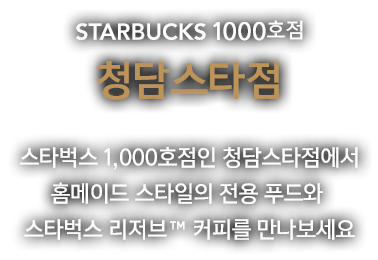 STARBUCKS 1000호점
청담스타점
스타벅스 1,000호점인 청담스타점에서
홈메이드 스타일의 전용 푸드와
스타벅스 리저브™ 커피를 만나보세요